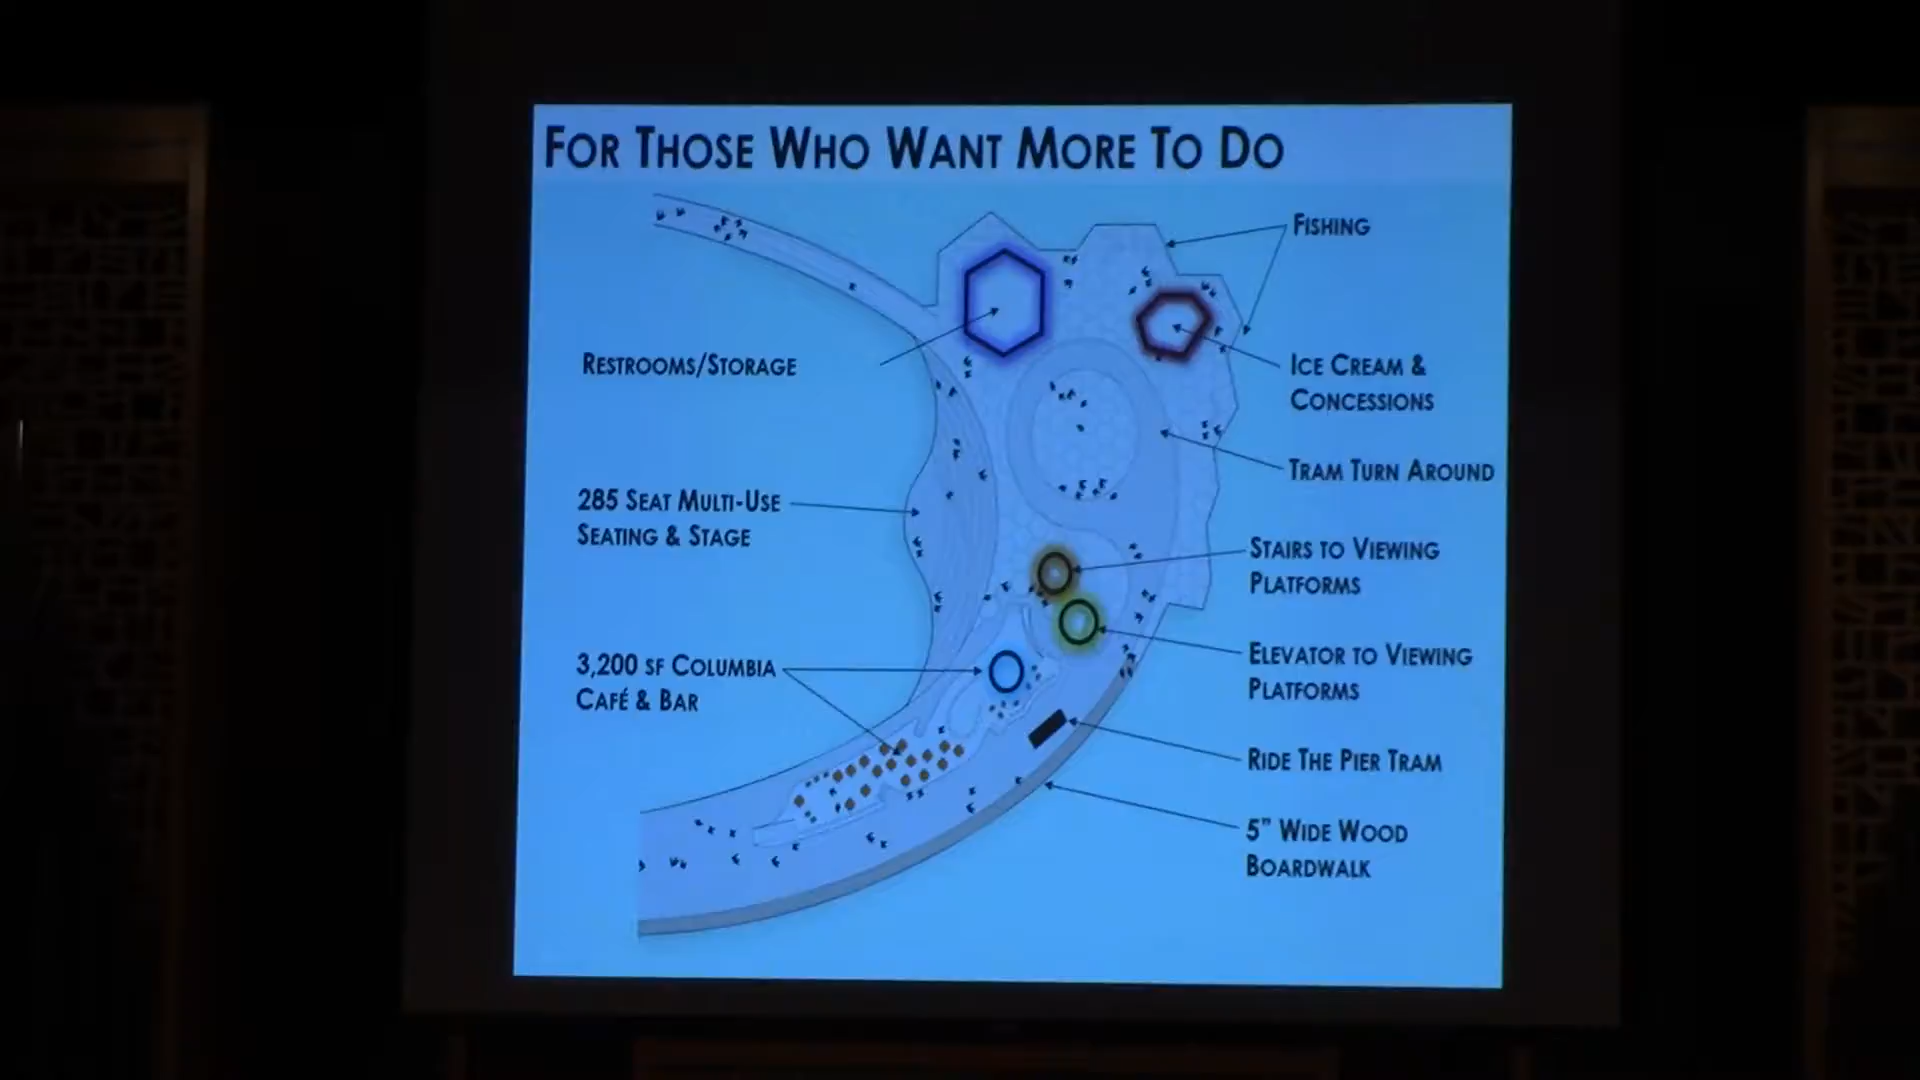 FOR THOSE WHO WANT MORE TO DO
FISHING
RESTROOMS/STORAGE
ICE CREAM &
CONCESSIONS
TRAM TURN AROUND
285 SEAT MULTI-USE
SEATING & STAGE
STAIRS TO VIEWING
PLATFORMS
3,200 SF COLUMBIA
CAFÉ & BAR
ELEVATOR TO VIEWING
PLATFORMS
RIDE THE PIER TRAM
5" WIDE WOOD
BOARDWALK